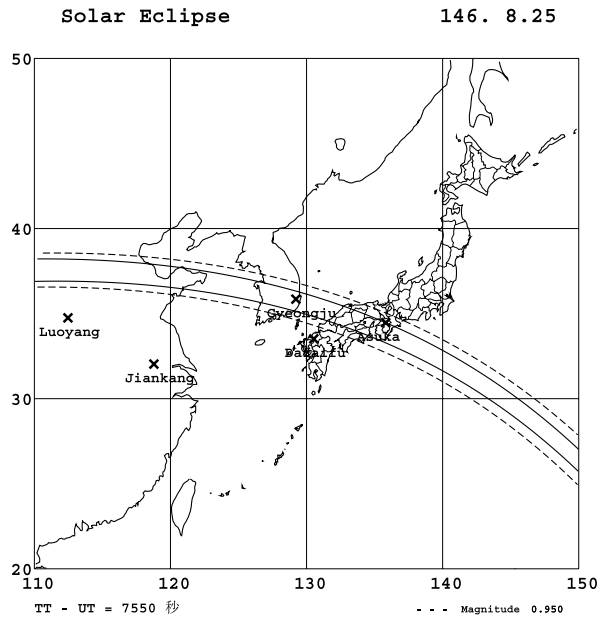 Solar Eclipse 146. 8.25
50
40
30
20
110 120 130 140 150
Gyeongju
Luoyang
Asuka
Dazaifu
Jiankang
TT - UT = 7550 秒
- - - Magnitude 0.950